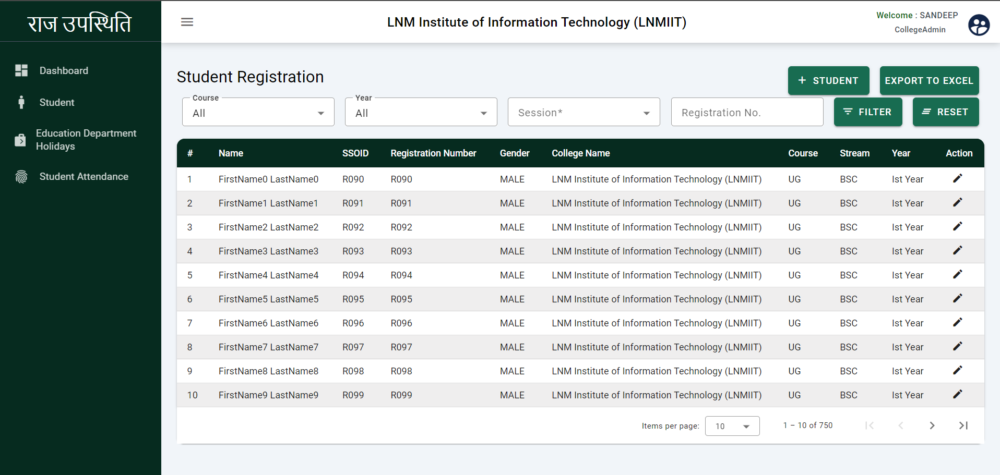 राज उपस्थिति
LNM Institute of Information Technology (LNMIIT)
Welcome : SANDEEP
CollegeAdmin
Dashboard
Student
Education Department
Holidays
Student Attendance
Student Registration
+ STUDENT
EXPORT TO EXCEL
Course
All
Year
All
Session*
Registration No.
FILTER
RESET
# Name SSOID Registration Number Gender College Name Course Stream Year Action
1 FirstName0 LastName0 R090 R090 MALE LNM Institute of Information Technology (LNMIIT) UG BSC Ist Year
2 FirstName1 LastName1 R091 R091 MALE LNM Institute of Information Technology (LNMIIT) UG BSC Ist Year
3 FirstName2 LastName2 R092 R092 MALE LNM Institute of Information Technology (LNMIIT) UG BSC Ist Year
4 FirstName3 LastName3 R093 R093 MALE LNM Institute of Information Technology (LNMIIT) UG BSC Ist Year
5 FirstName4 LastName4 R094 R094 MALE LNM Institute of Information Technology (LNMIIT) UG BSC Ist Year
6 FirstName5 LastName5 R095 R095 MALE LNM Institute of Information Technology (LNMIIT) UG BSC Ist Year
7 FirstName6 LastName6 R096 R096 MALE LNM Institute of Information Technology (LNMIIT) UG BSC Ist Year
8 FirstName7 LastName7 R097 R097 MALE LNM Institute of Information Technology (LNMIIT) UG BSC Ist Year
9 FirstName8 LastName8 R098 R098 MALE LNM Institute of Information Technology (LNMIIT) UG BSC Ist Year
10 FirstName9 LastName9 R099 R099 MALE LNM Institute of Information Technology (LNMIIT) UG BSC Ist Year
Items per page: 10 1 – 10 of 750